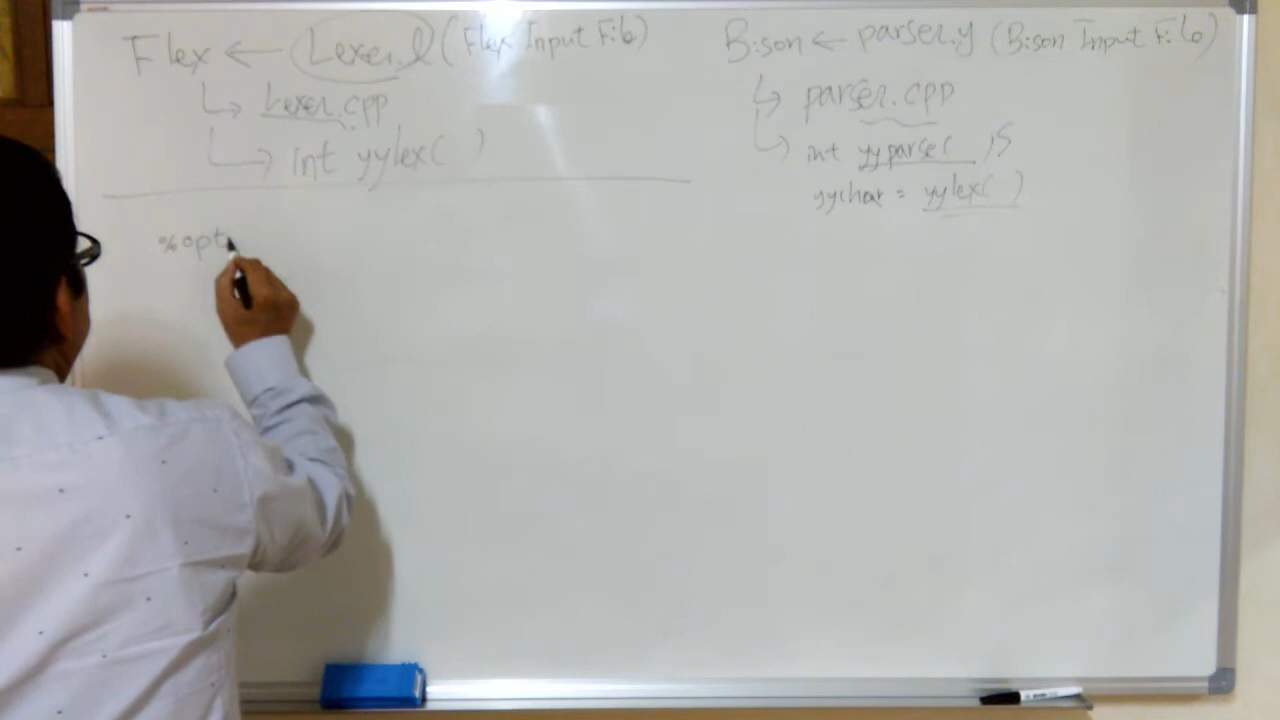 Flex ← Lexer.l (Flex Input File)
↳ Lexer.cpp
↳ int yylex( )
%opt
Bison ← parser.y (Bison Input File)
↳ parser.cpp
↳ int yyparse( )
yychar = yylex( )